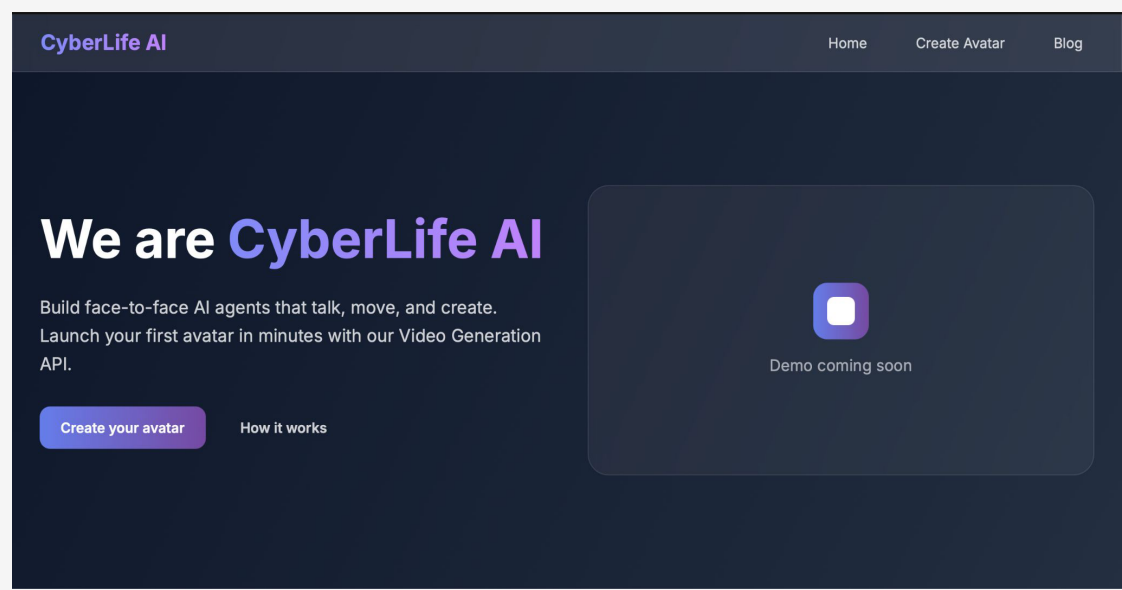 CyberLife AI
Home
Create Avatar
Blog
We are CyberLife AI
Build face-to-face AI agents that talk, move, and create.
Launch your first avatar in minutes with our Video Generation
API.
Create your avatar
How it works
Demo coming soon